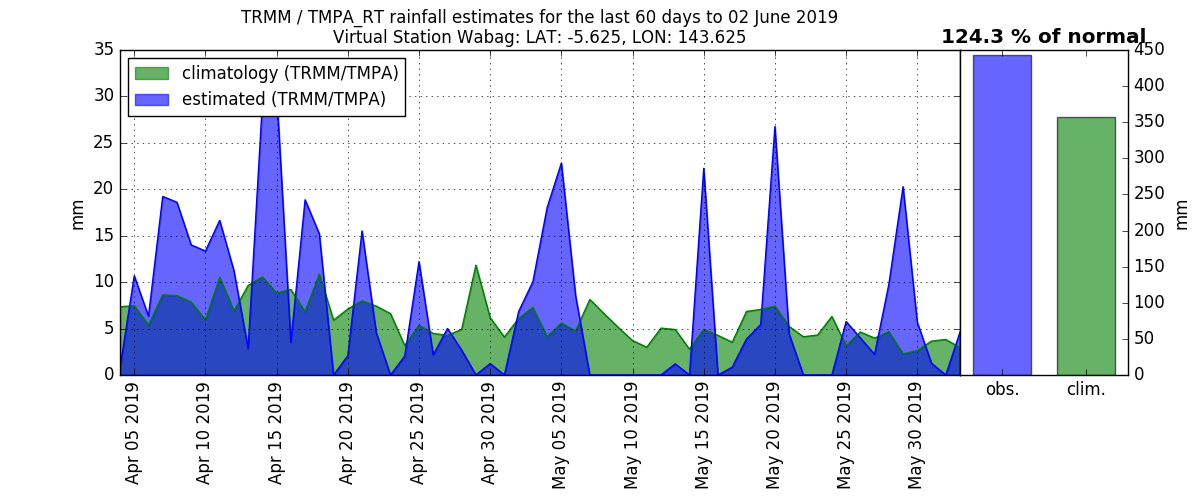 TRMM / TMPA_RT rainfall estimates for the last 60 days to 02 June 2019
Virtual Station Wabag: LAT: -5.625, LON: 143.625
124.3 % of normal
climatology (TRMM/TMPA)
estimated (TRMM/TMPA)
35
30
25
20
15
10
5
0
mm
Apr 05 2019
Apr 10 2019
Apr 15 2019
Apr 20 2019
Apr 25 2019
Apr 30 2019
May 05 2019
May 10 2019
May 15 2019
May 20 2019
May 25 2019
May 30 2019
obs.
clim.
450
400
350
300
250
200
150
100
50
0
mm